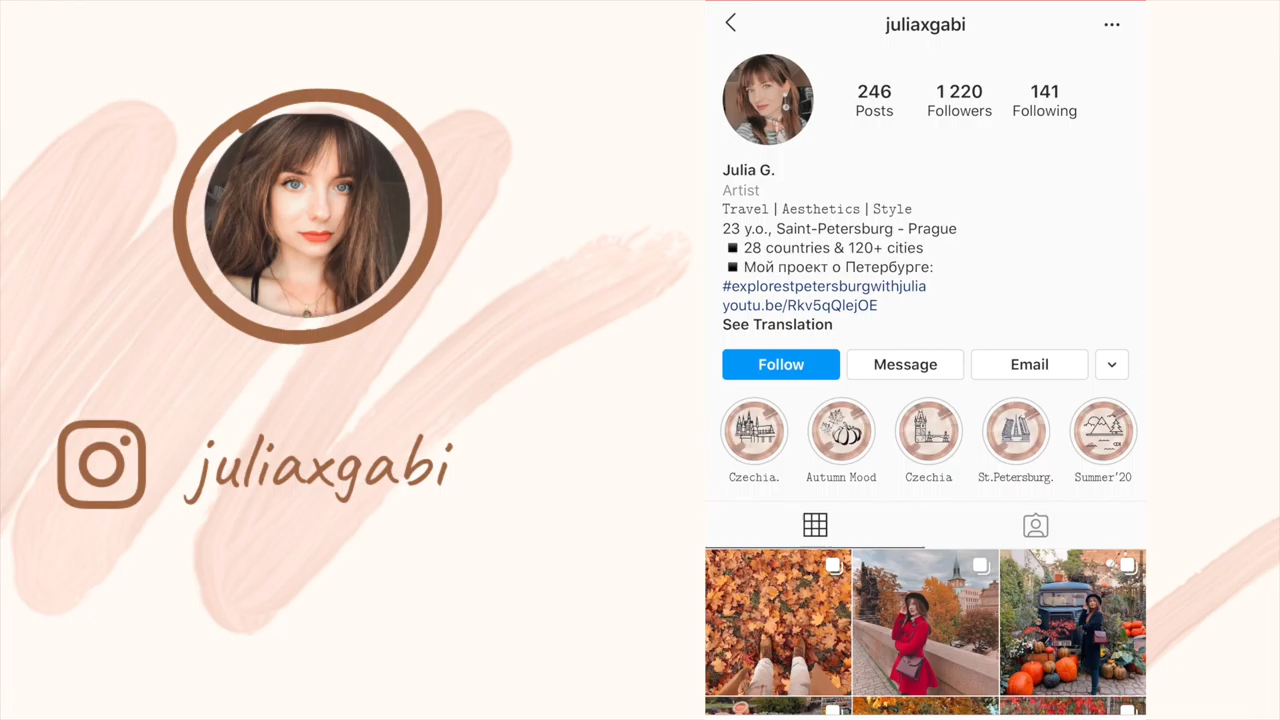 juliaxgabi
juliaxgabi
246 1 220 141
Posts Followers Following
Julia G.
Artist
Travel | Aesthetics | Style
23 y.o., Saint-Petersburg - Prague
28 countries & 120+ cities
Мой проект о Петербурге:
#explorestpetersburgwithjulia
youtu.be/Rkv5qQlejOE
See Translation
Follow Message Email
Czechia. Autumn Mood Czechia St.Petersburg. Summer'20